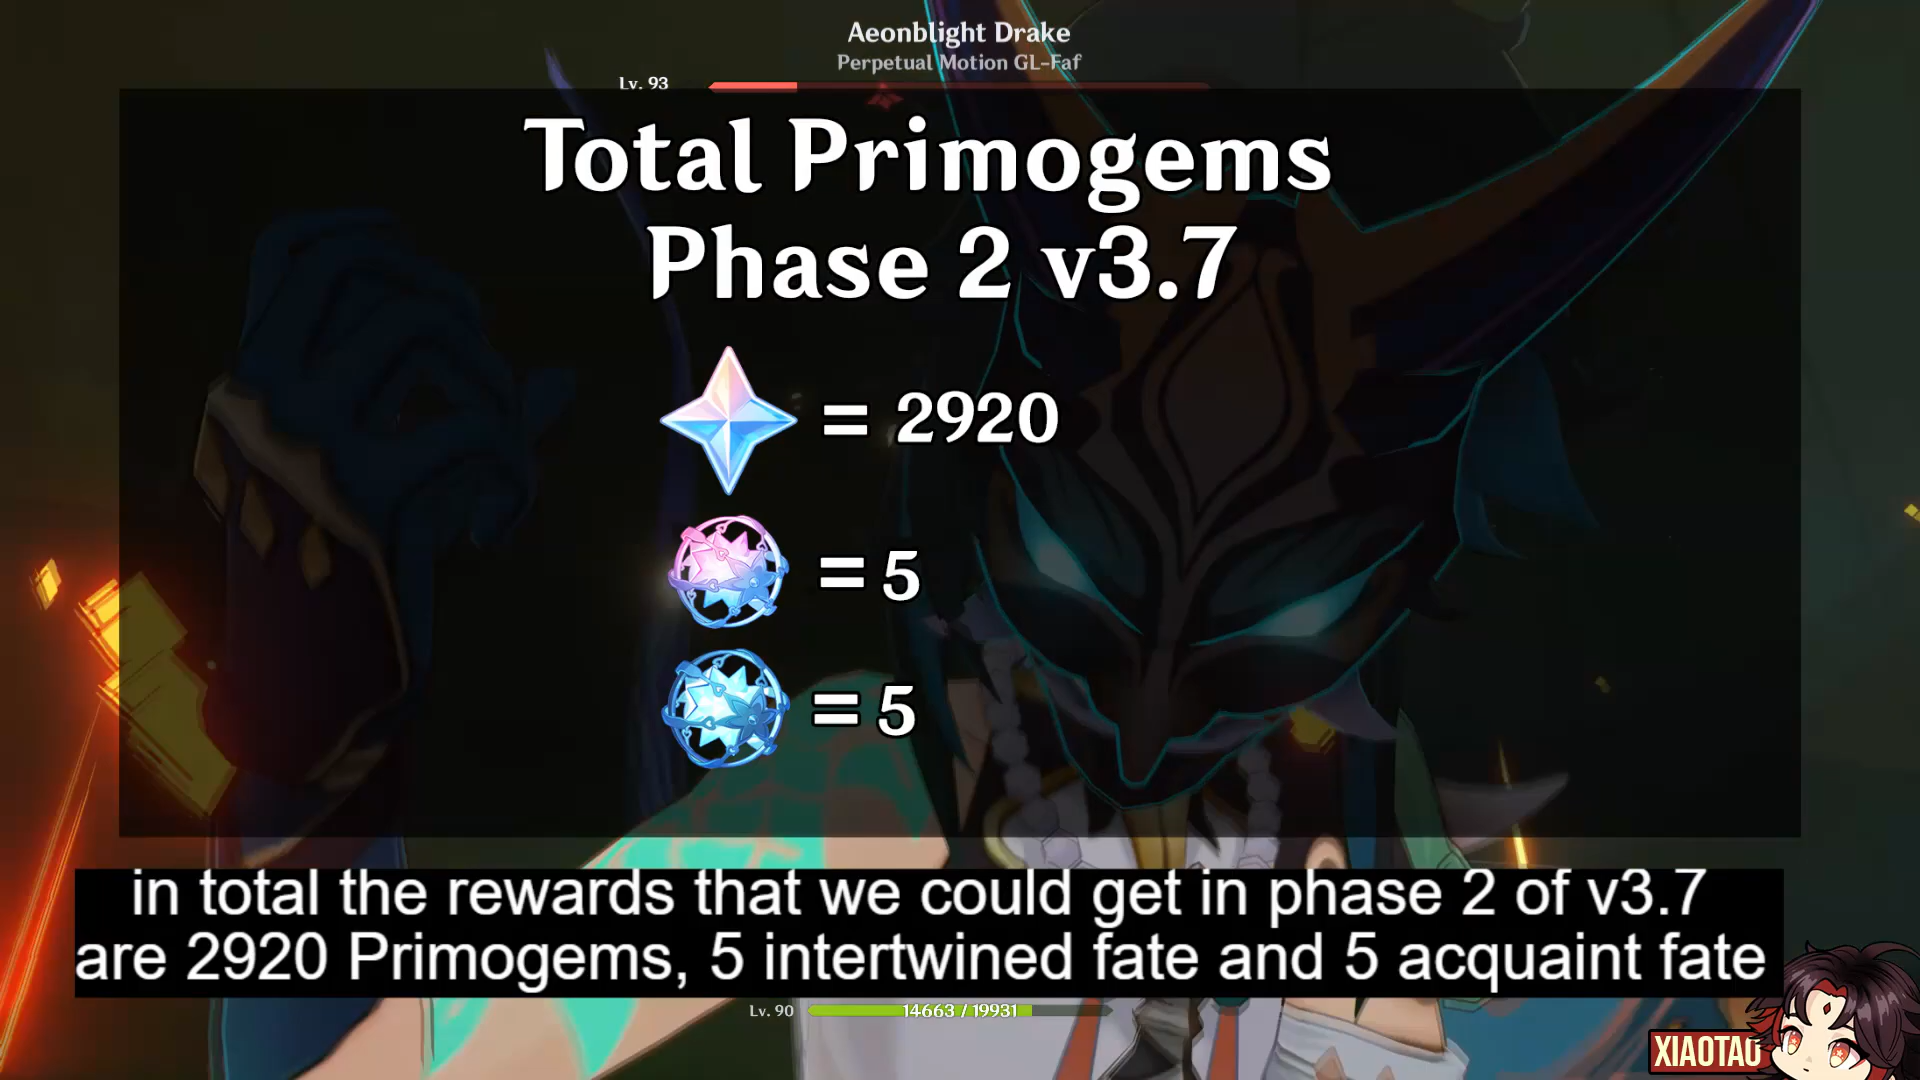 Aeonblight Drake
Perpetual Motion GL-Faf
Lv. 93
Total Primogems
Phase 2 v3.7
= 2920
= 5
= 5
in total the rewards that we could get in phase 2 of v3.7
are 2920 Primogems, 5 intertwined fate and 5 acquaint fate
Lv. 90 14663 / 19931
XIAOTAO